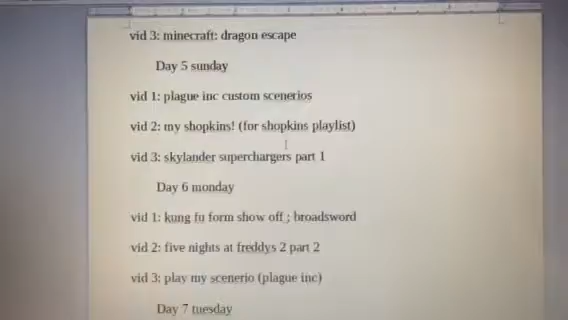 vid 3: minecraft: dragon escape
Day 5 sunday
vid 1: plague inc custom scenerios
vid 2: my shopkins! (for shopkins playlist)
vid 3: skylander superchargers part 1
Day 6 monday
vid 1: kung fu form show off ; broadsword
vid 2: five nights at freddys 2 part 2
vid 3: play my scenerio (plague inc)
Day 7 tuesday